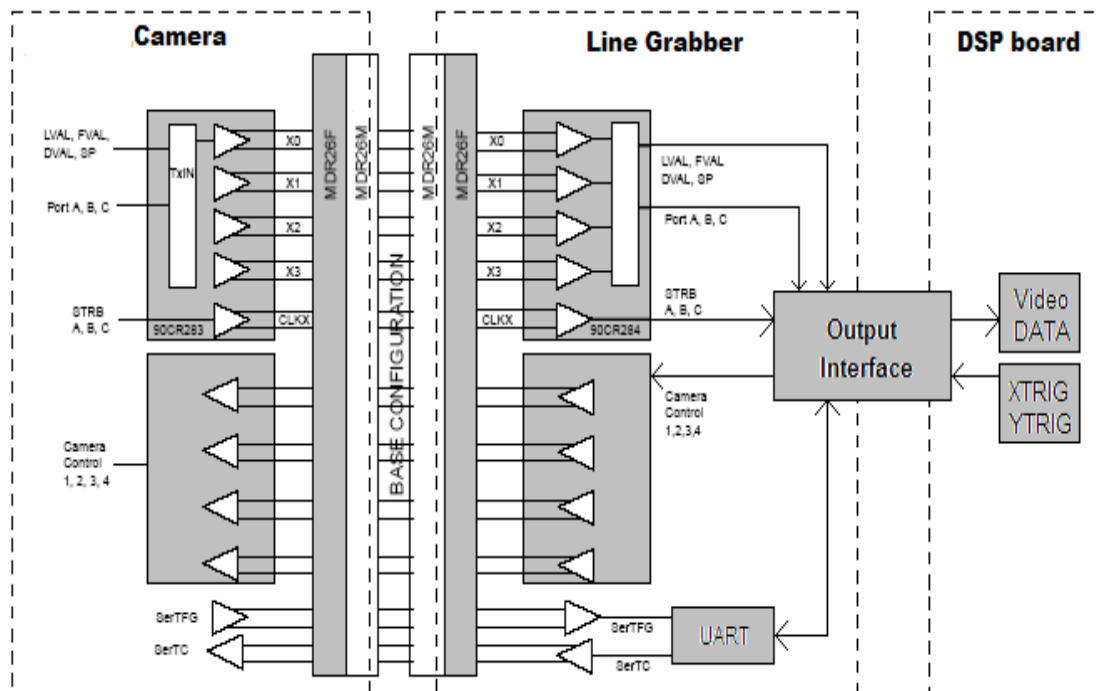 Camera
Line Grabber
DSP board
LVAL, FVAL,
DVAL, SP
Port A, B, C
STRB
A, B, C
TxIN
90CR283
X0
X1
X2
X3
CLKX
MDR26F
MDR26M
BASE CONFIGURATION
MDR26M
MDR26F
X0
X1
X2
X3
CLKX
90CR284
LVAL, FVAL
DVAL, SP
Port A, B, C
STRB
A, B, C
Output
Interface
Video
DATA
XTRIG
YTRIG
Camera
Control
1, 2, 3, 4
Camera
Control
1,2,3,4
SerTFG
SerTC
SerTFG
SerTC
UART